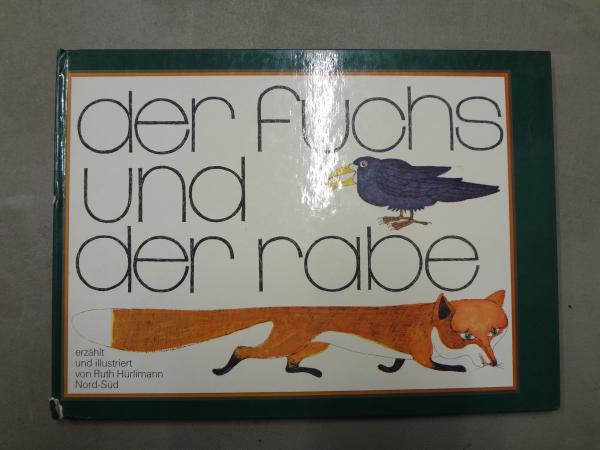 der fuchs
und
der rabe
erzählt
und illustriert
von Ruth Hürlimann
Nord-Süd